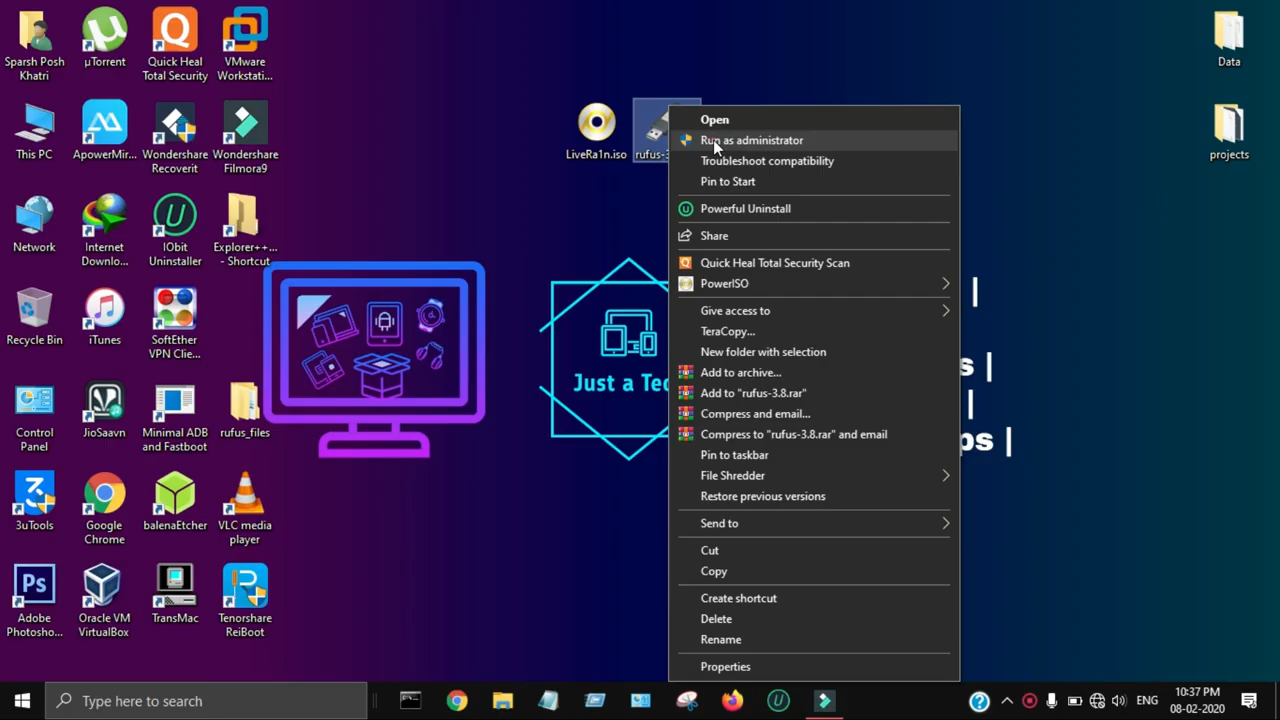 Sparsh Posh
Khatri
µTorrent
Quick Heal
Total Security
VMware
Workstati...
Data
This PC
ApowerMir...
Wondershare
Recoverit
Wondershare
Filmora9
LiveRa1n.iso
rufus-3
projects
Network
Internet
Downlo...
IObit
Uninstaller
Explorer++...
- Shortcut
Recycle Bin
iTunes
SoftEther
VPN Clie...
Control
Panel
JioSaavn
Minimal ADB
and Fastboot
rufus_files
3uTools
Google
Chrome
balenaEtcher
VLC media
player
Ps
Adobe
Photosho...
Oracle VM
VirtualBox
TransMac
Tenorshare
ReiBoot
Just a Te
|
s |
|
ps |
Open
Run as administrator
Troubleshoot compatibility
Pin to Start
Powerful Uninstall
Share
Quick Heal Total Security Scan
PowerISO
Give access to
TeraCopy...
New folder with selection
Add to archive...
Add to "rufus-3.8.rar"
Compress and email...
Compress to "rufus-3.8.rar" and email
Pin to taskbar
File Shredder
Restore previous versions
Send to
Cut
Copy
Create shortcut
Delete
Rename
Properties
Type here to search
ENG
10:37 PM
08-02-2020